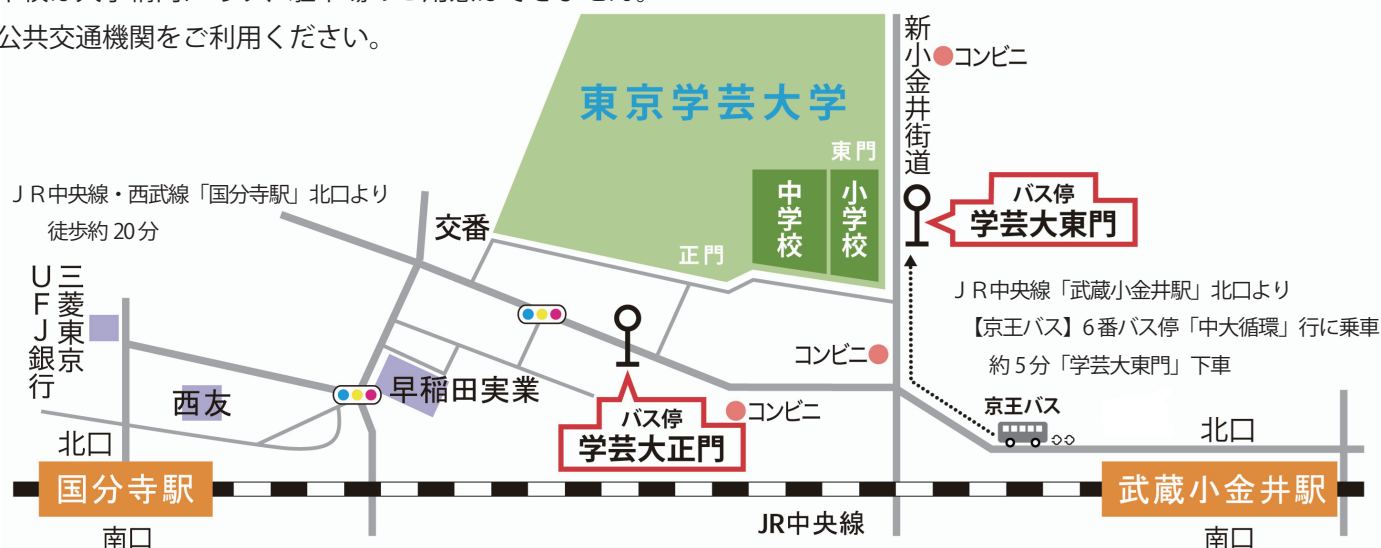 公共交通機関をご利用ください。
新小金井街道
コンビニ
東京学芸大学
東門
中学校
小学校
正門
バス停
学芸大東門
ＪＲ中央線・西武線「国分寺駅」北口より
徒歩約 20 分
交番
三菱東京
ＵＦＪ銀行
ＪＲ中央線「武蔵小金井駅」北口より
【京王バス】６番バス停「中大循環」行に乗車
約 5 分「学芸大東門」下車
コンビニ
西友
早稲田実業
コンビニ
バス停
学芸大正門
京王バス
北口
北口
国分寺駅
武蔵小金井駅
JR中央線
南口
南口